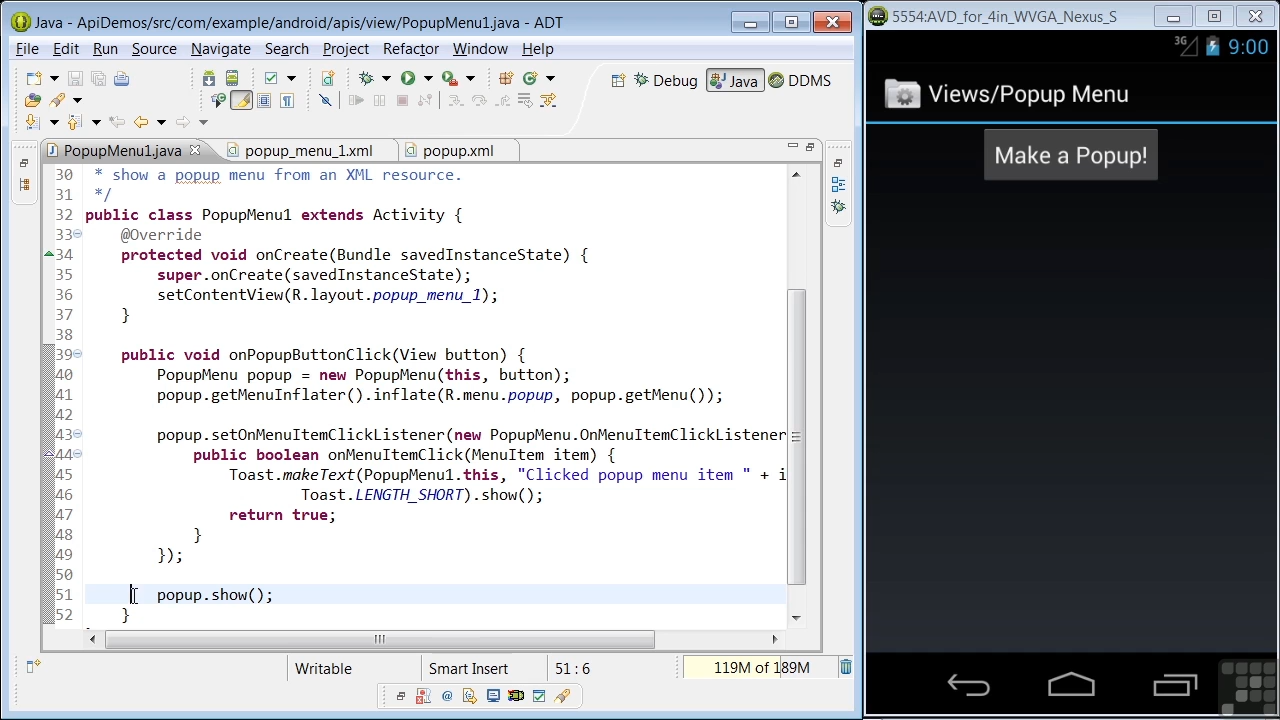 Java - ApiDemos/src/com/example/android/apis/view/PopupMenu1.java - ADT
File Edit Run Source Navigate Search Project Refactor Window Help
Debug Java DDMS
PopupMenu1.java popup_menu_1.xml popup.xml
30 * show a popup menu from an XML resource.
31 */
32 public class PopupMenu1 extends Activity {
33 @Override
34 protected void onCreate(Bundle savedInstanceState) {
35 super.onCreate(savedInstanceState);
36 setContentView(R.layout.popup_menu_1);
37 }
38
39 public void onPopupButtonClick(View button) {
40 PopupMenu popup = new PopupMenu(this, button);
41 popup.getMenuInflater().inflate(R.menu.popup, popup.getMenu());
42
43 popup.setOnMenuItemClickListener(new PopupMenu.OnMenuItemClickListener
44 public boolean onMenuItemClick(MenuItem item) {
45 Toast.makeText(PopupMenu1.this, "Clicked popup menu item " + i
46 Toast.LENGTH_SHORT).show();
47 return true;
48 }
49 });
50
51 popup.show();
52 }
Writable Smart Insert 51 : 6 119M of 189M
5554:AVD_for_4in_WVGA_Nexus_S
3G 9:00
Views/Popup Menu
Make a Popup!